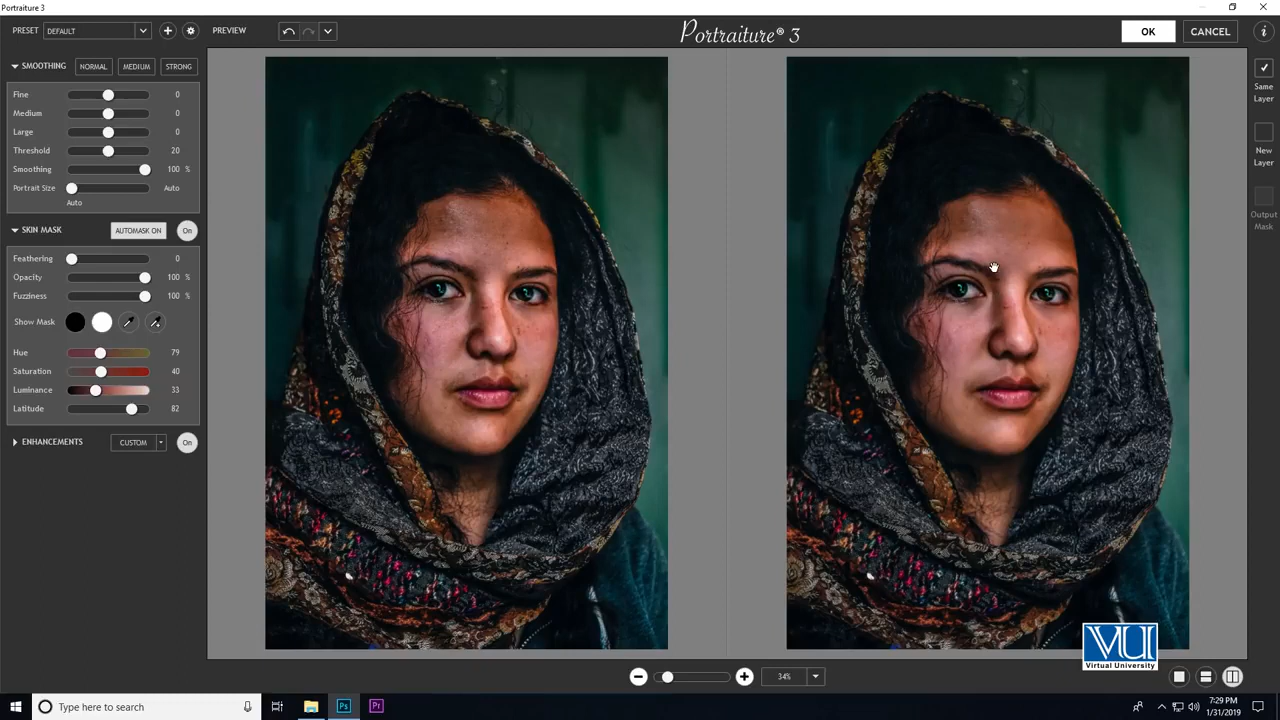 Portraiture 3
PRESET DEFAULT PREVIEW Portraiture® 3 OK CANCEL
SMOOTHING NORMAL MEDIUM STRONG
Fine 0
Medium 0
Large 0
Threshold 20
Smoothing 100 %
Portrait Size Auto
Auto
SKIN MASK AUTOMASK ON On
Feathering 0
Opacity 100 %
Fuzziness 100 %
Show Mask
Hue 79
Saturation 40
Luminance 33
Latitude 82
ENHANCEMENTS CUSTOM On
Same
Layer
New
Layer
Output
Mask
VU
Virtual University
34%
Type here to search
Ps
Pr
7:29 PM
1/31/2019